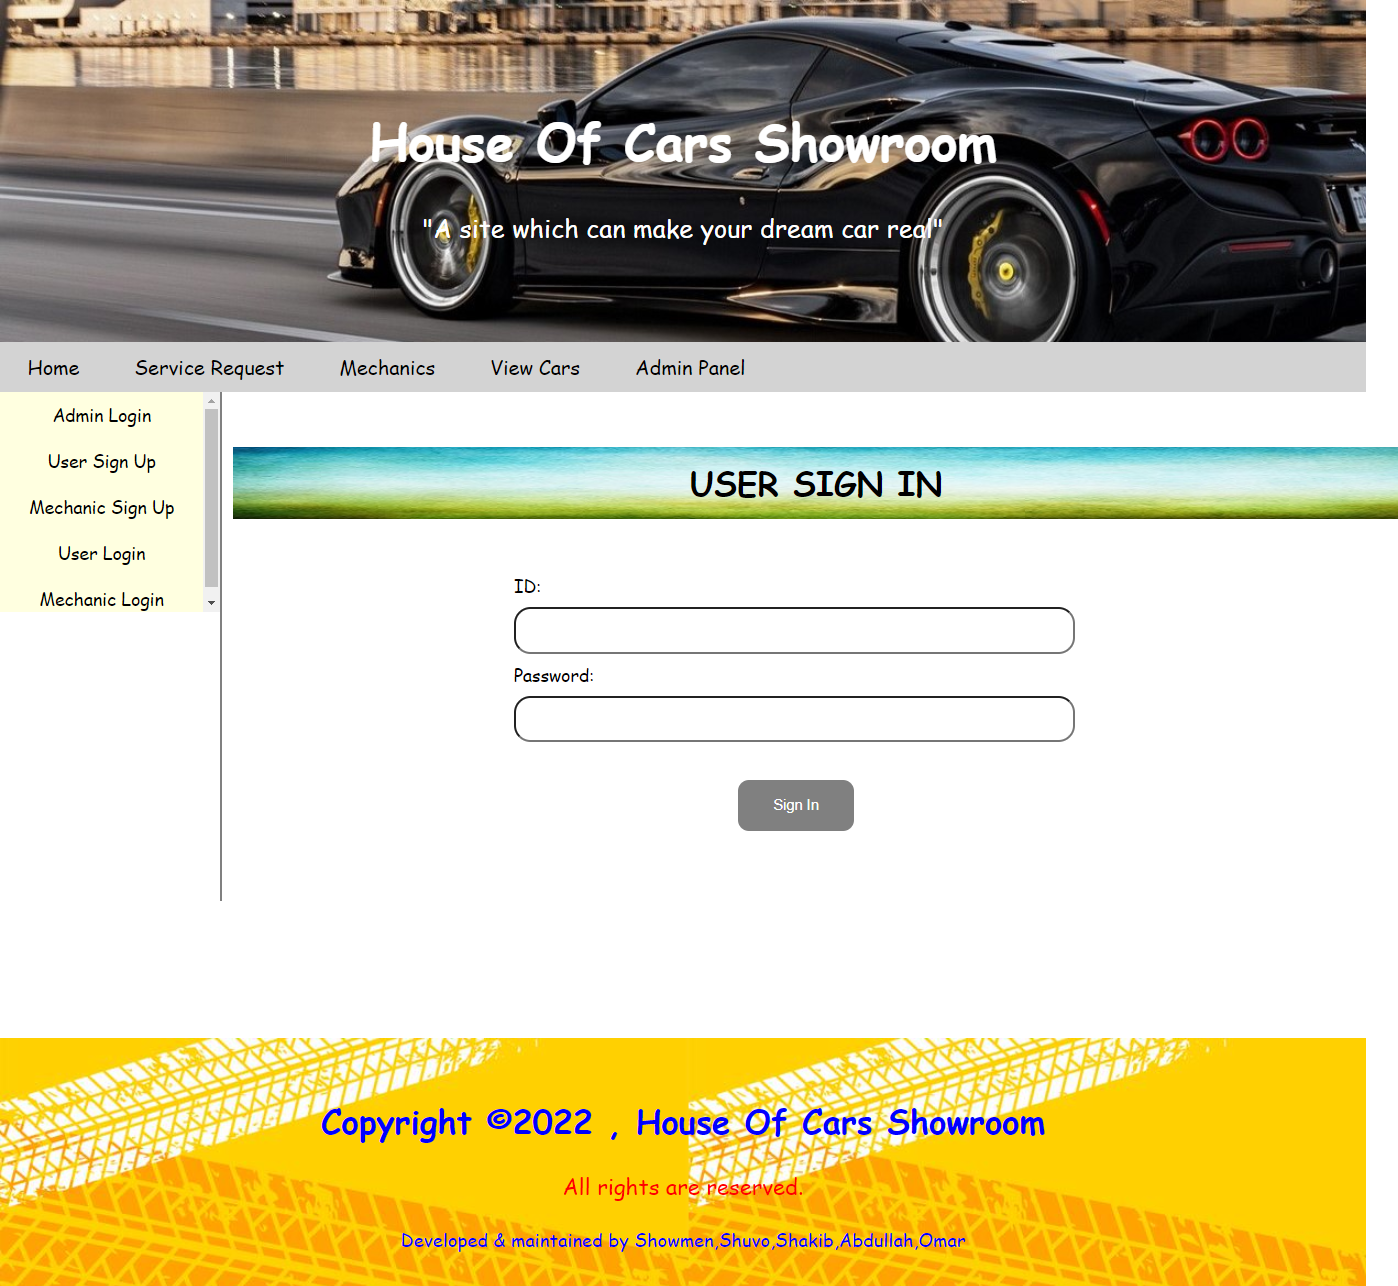 House Of Cars Showroom
"A site which can make your dream car real"
Home Service Request Mechanics View Cars Admin Panel
Admin Login
User Sign Up
Mechanic Sign Up
User Login
Mechanic Login
USER SIGN IN
ID:
Password:
Sign In
Copyright ©2022 , House Of Cars Showroom
All rights are reserved.
Developed & maintained by Showmen,Shuvo,Shakib,Abdullah,Omar